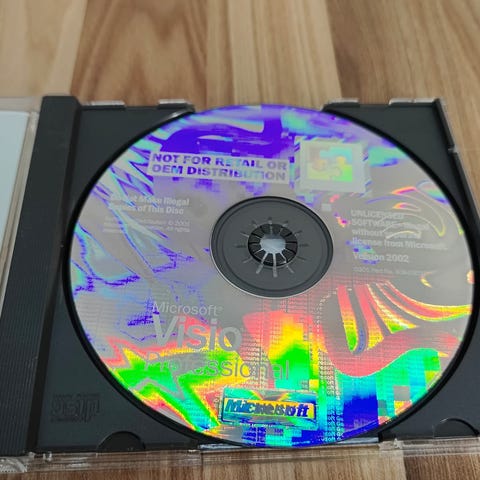 NOT FOR RETAIL OR
OEM DISTRIBUTION
Do Not Make Illegal
Copies of This Disc
UNLICENSED
SOFTWARE - Illegal
without
license from Microsoft.
Version 2002
Microsoft®
Visio
Professional
Microsoft